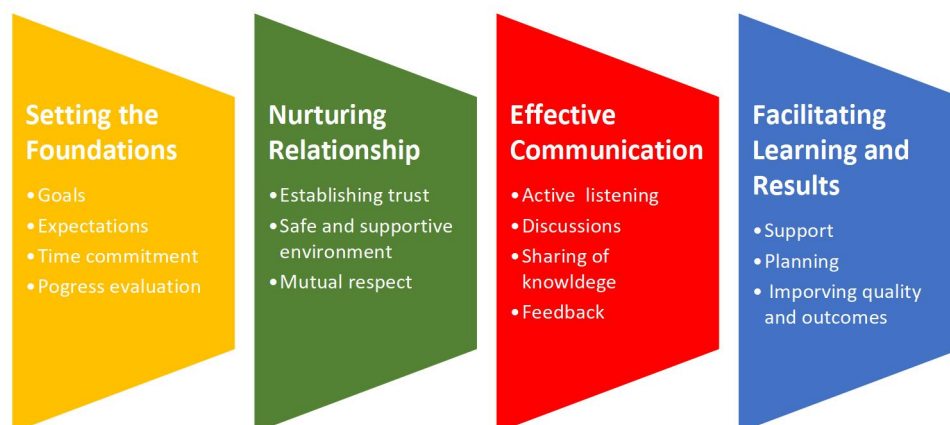 Setting the
Foundations
• Goals
• Expectations
• Time commitment
• Pogress evaluation
Nurturing
Relationship
• Establishing trust
• Safe and supportive
environment
• Mutual respect
Effective
Communication
• Active listening
• Discussions
• Sharing of
knowldege
• Feedback
Facilitating
Learning and
Results
• Support
• Planning
• Imporving quality
and outcomes